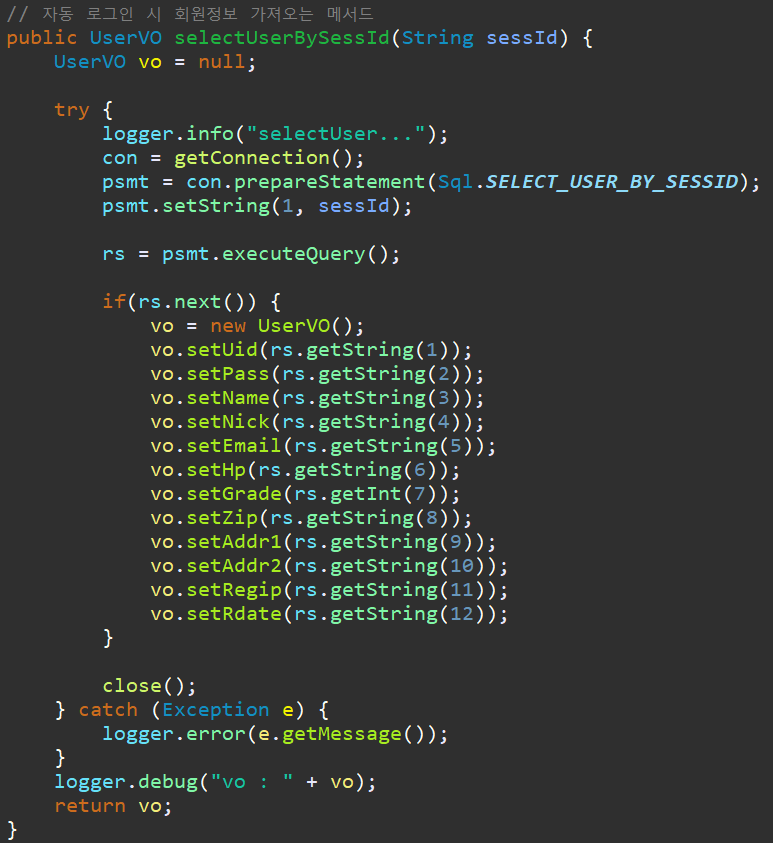 // 자동 로그인 시 회원정보 가져오는 메서드
public UserVO selectUserBySessId(String sessId) {
    UserVO vo = null;

    try {
        logger.info("selectUser...");
        con = getConnection();
        psmt = con.prepareStatement(Sql.SELECT_USER_BY_SESSID);
        psmt.setString(1, sessId);

        rs = psmt.executeQuery();

        if(rs.next()) {
            vo = new UserVO();
            vo.setUid(rs.getString(1));
            vo.setPass(rs.getString(2));
            vo.setName(rs.getString(3));
            vo.setNick(rs.getString(4));
            vo.setEmail(rs.getString(5));
            vo.setHp(rs.getString(6));
            vo.setGrade(rs.getInt(7));
            vo.setZip(rs.getString(8));
            vo.setAddr1(rs.getString(9));
            vo.setAddr2(rs.getString(10));
            vo.setRegip(rs.getString(11));
            vo.setRdate(rs.getString(12));
        }

        close();
    } catch (Exception e) {
        logger.error(e.getMessage());
    }
    logger.debug("vo : " + vo);
    return vo;
}